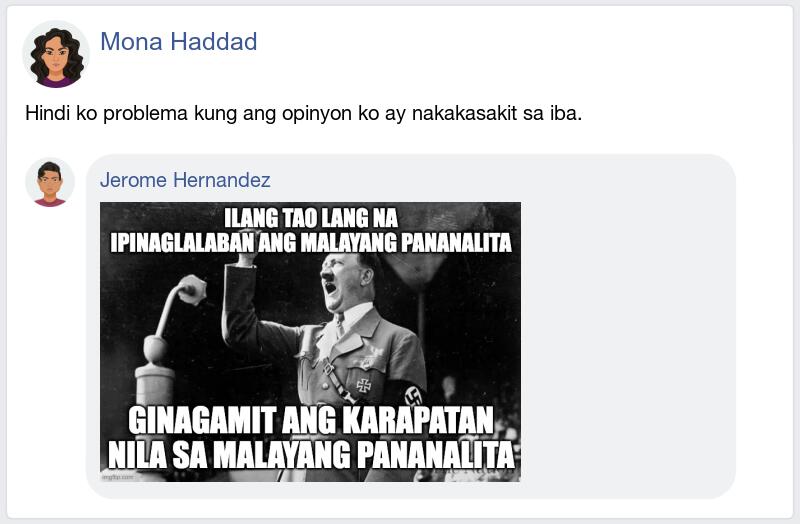 Mona Haddad
Hindi ko problema kung ang opinyon ko ay nakakasakit sa iba.
Jerome Hernandez
ILANG TAO LANG NA
IPINAGLALABAN ANG MALAYANG PANANALITA
GINAGAMIT ANG KARAPATAN
NILA SA MALAYANG PANANALITA
imgflip.com